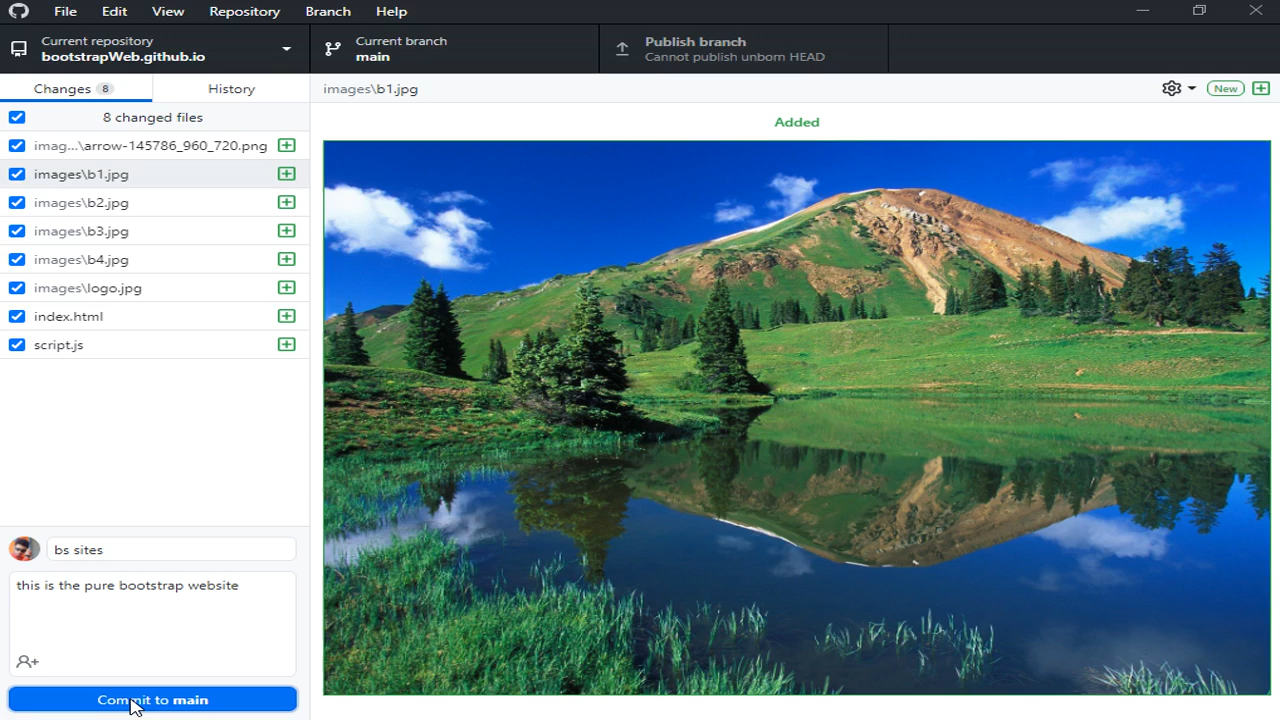 File Edit View Repository Branch Help
Current repository
bootstrapWeb.github.io
Current branch
main
Publish branch
Cannot publish unborn HEAD
Changes 8 History
images\b1.jpg
New
8 changed files
Added
imag...\arrow-145786_960_720.png
images\b1.jpg
images\b2.jpg
images\b3.jpg
images\b4.jpg
images\logo.jpg
index.html
script.js
bs sites
this is the pure bootstrap website
Commit to main